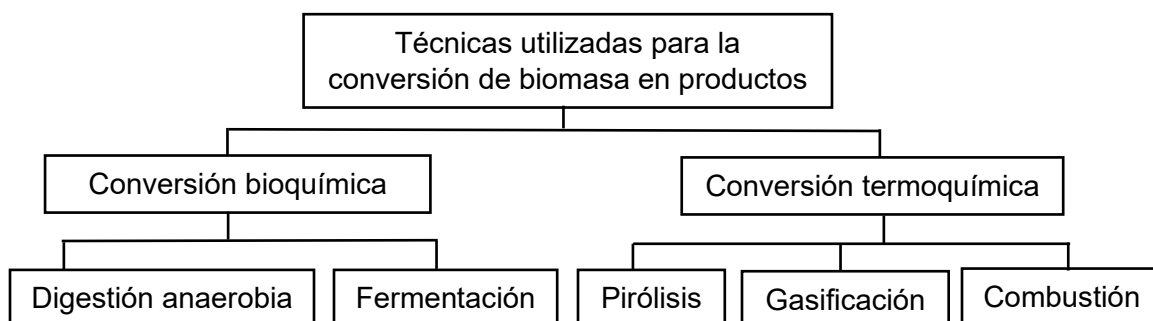 Técnicas utilizadas para la
conversión de biomasa en productos
Conversión bioquímica
Conversión termoquímica
Digestión anaerobia
Fermentación
Pirólisis
Gasificación
Combustión